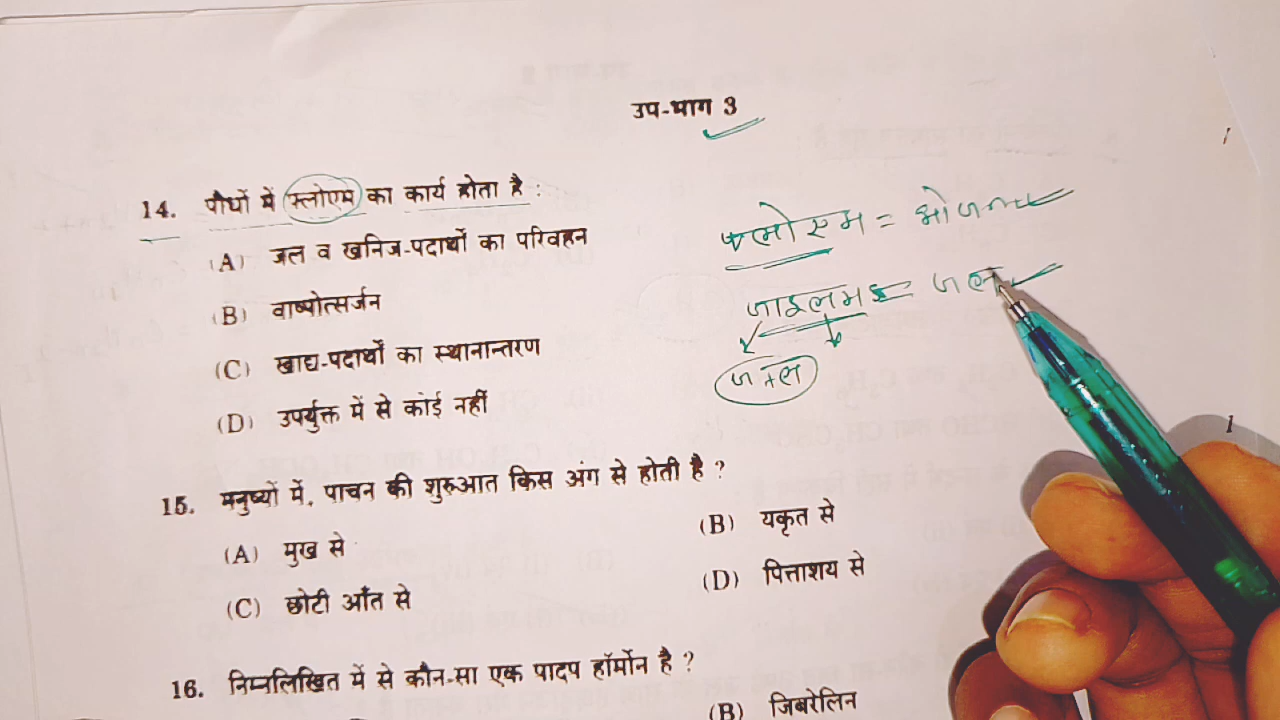 उप-भाग 3
14. पौधों में फ्लोएम का कार्य होता है :
(A) जल व खनिज-पदार्थों का परिवहन
(B) वाष्पोत्सर्जन
(C) खाद्य-पदार्थों का स्थानान्तरण
(D) उपर्युक्त में से कोई नहीं
फ्लोएम = भोजन
जाइलम = जल
जल
15. मनुष्यों में, पाचन की शुरुआत किस अंग से होती है ?
(A) मुख से
(B) यकृत से
(C) छोटी आँत से
(D) पित्ताशय से
16. निम्नलिखित में से कौन-सा एक पादप हॉर्मोन है ?
(B) जिबरेलिन